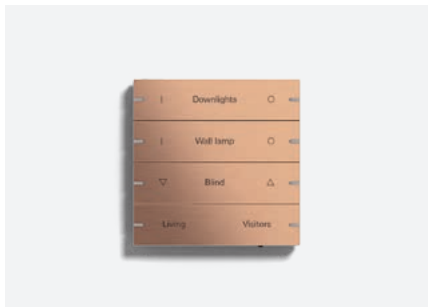 | Downlights O
| Wall lamp O
▽ Blind △
Living Visitors